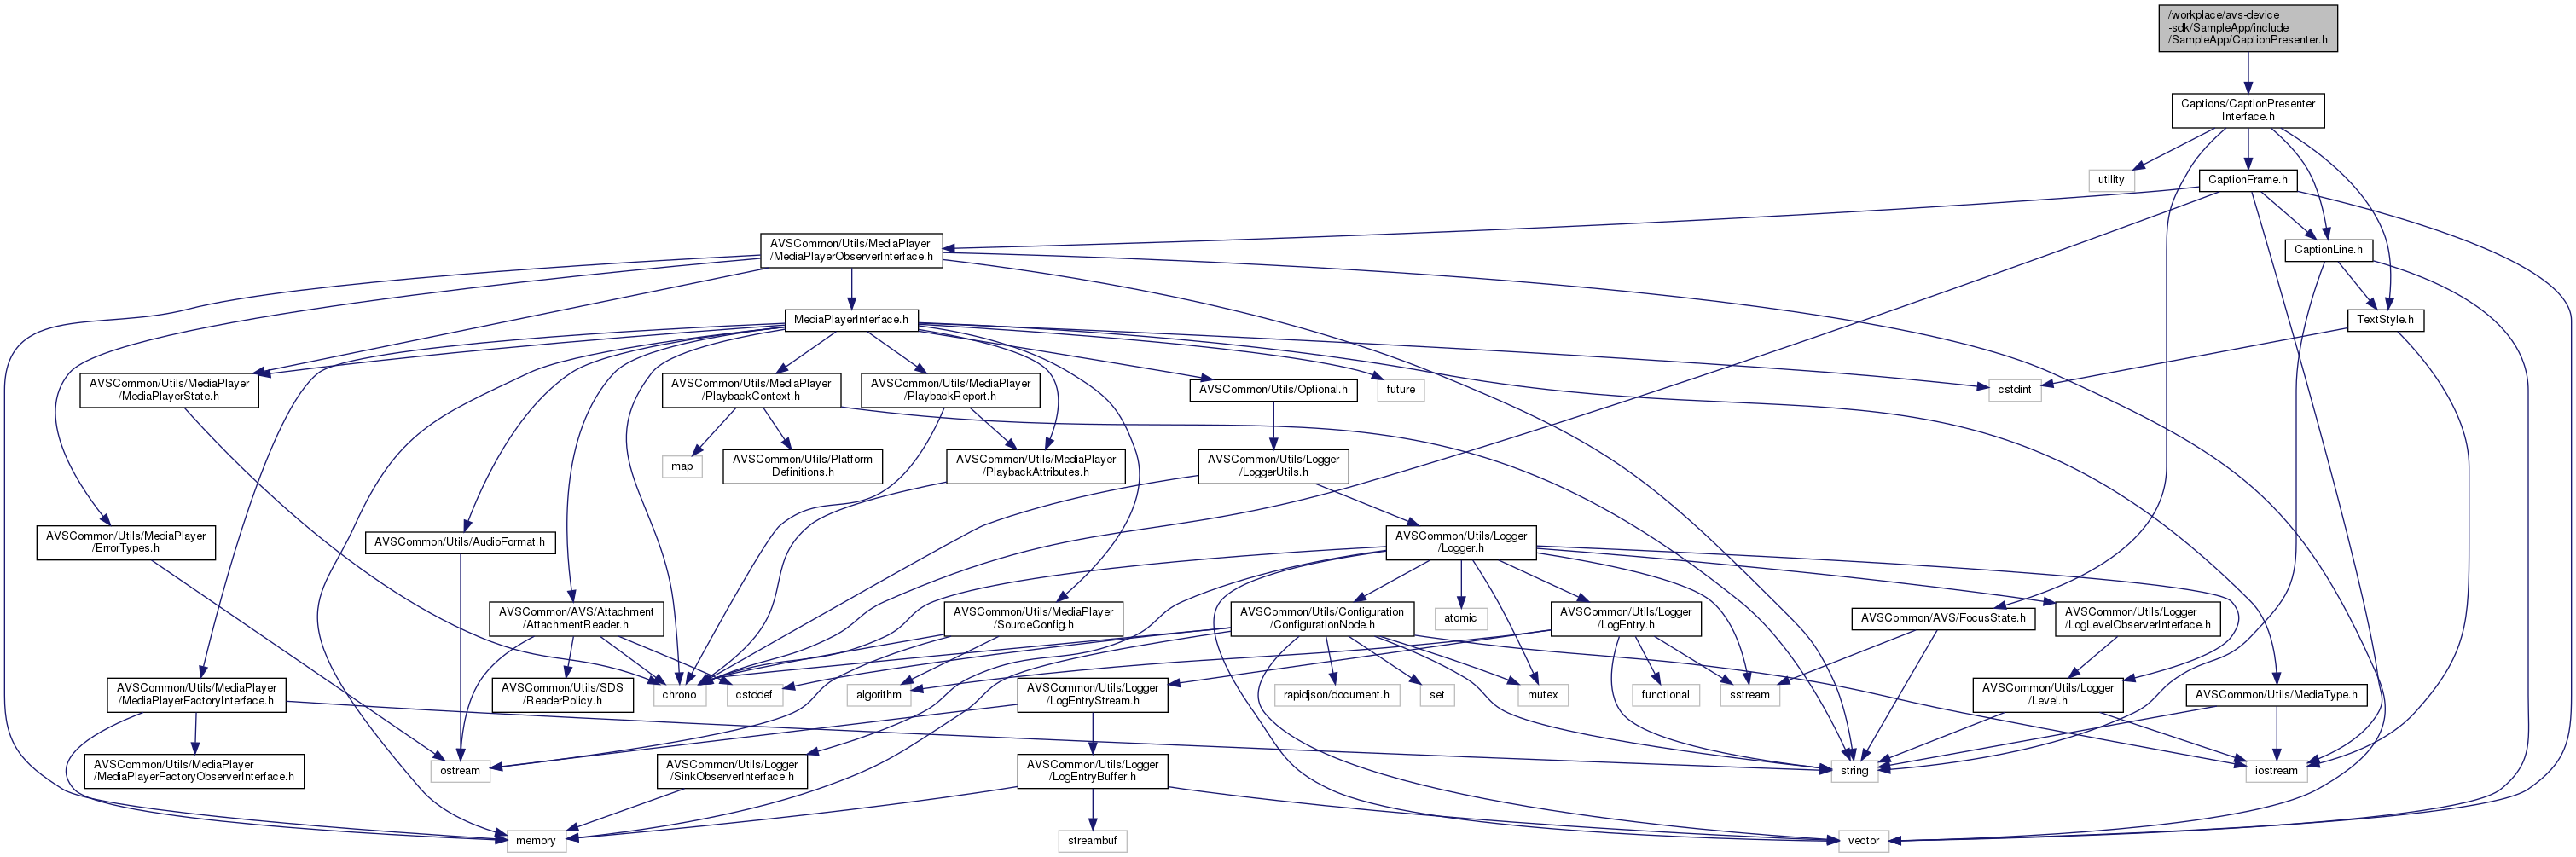 /workplace/avs-device
-sdk/SampleApp/include
/SampleApp/CaptionPresenter.h
Captions/CaptionPresenter
Interface.h
utility
CaptionFrame.h
AVSCommon/Utils/MediaPlayer
/MediaPlayerObserverInterface.h
CaptionLine.h
MediaPlayerInterface.h
TextStyle.h
AVSCommon/Utils/MediaPlayer
/MediaPlayerState.h
AVSCommon/Utils/MediaPlayer
/PlaybackContext.h
AVSCommon/Utils/MediaPlayer
/PlaybackReport.h
AVSCommon/Utils/Optional.h
future
cstdint
map
AVSCommon/Utils/Platform
Definitions.h
AVSCommon/Utils/MediaPlayer
/PlaybackAttributes.h
AVSCommon/Utils/Logger
/LoggerUtils.h
AVSCommon/Utils/MediaPlayer
/ErrorTypes.h
AVSCommon/Utils/AudioFormat.h
AVSCommon/Utils/Logger
/Logger.h
AVSCommon/AVS/Attachment
/AttachmentReader.h
AVSCommon/Utils/MediaPlayer
/SourceConfig.h
AVSCommon/Utils/Configuration
/ConfigurationNode.h
atomic
AVSCommon/Utils/Logger
/LogEntry.h
AVSCommon/AVS/FocusState.h
AVSCommon/Utils/Logger
/LogLevelObserverInterface.h
AVSCommon/Utils/MediaPlayer
/MediaPlayerFactoryInterface.h
AVSCommon/Utils/SDS
/ReaderPolicy.h
chrono
cstddef
algorithm
AVSCommon/Utils/Logger
/LogEntryStream.h
rapidjson/document.h
set
mutex
functional
sstream
AVSCommon/Utils/Logger
/Level.h
AVSCommon/Utils/MediaType.h
AVSCommon/Utils/MediaPlayer
/MediaPlayerFactoryObserverInterface.h
ostream
AVSCommon/Utils/Logger
/SinkObserverInterface.h
AVSCommon/Utils/Logger
/LogEntryBuffer.h
string
iostream
memory
streambuf
vector